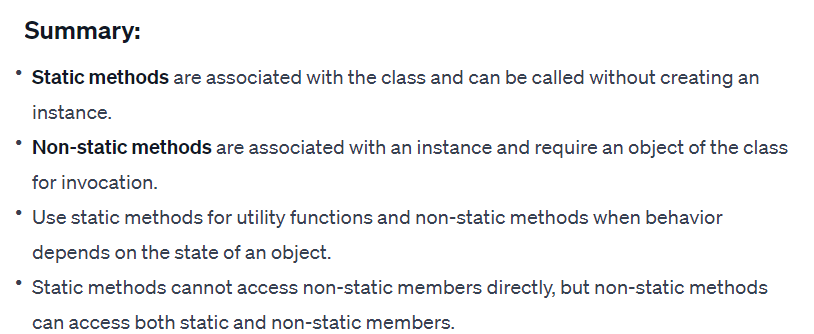 Summary:
• Static methods are associated with the class and can be called without creating an
instance.
• Non-static methods are associated with an instance and require an object of the class
for invocation.
• Use static methods for utility functions and non-static methods when behavior
depends on the state of an object.
• Static methods cannot access non-static members directly, but non-static methods
can access both static and non-static members.